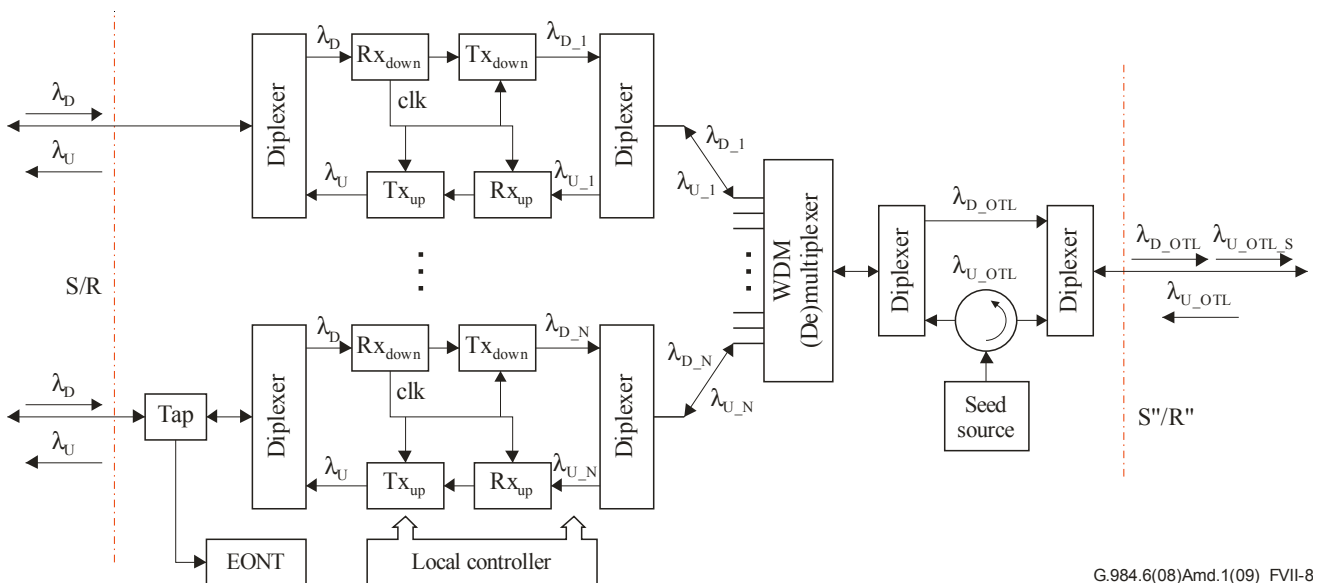 λD
λU
Diplexer
λD
Rxdown
Txdown
λD_1
clk
λU
Txup
Rxup
λU_1
Diplexer
λD_1
λU_1
S/R
λD
λU
Tap
Diplexer
λD
Rxdown
Txdown
λD_N
clk
λU
Txup
Rxup
λU_N
Diplexer
λD_N
λU_N
EONT
Local controller
WDM
(De)multiplexer
Diplexer
λD_OTL
λU_OTL
Seed
source
Diplexer
λD_OTL λU_OTL_S
λU_OTL
S"/R"
G.984.6(08)Amd.1(09)_FVII-8